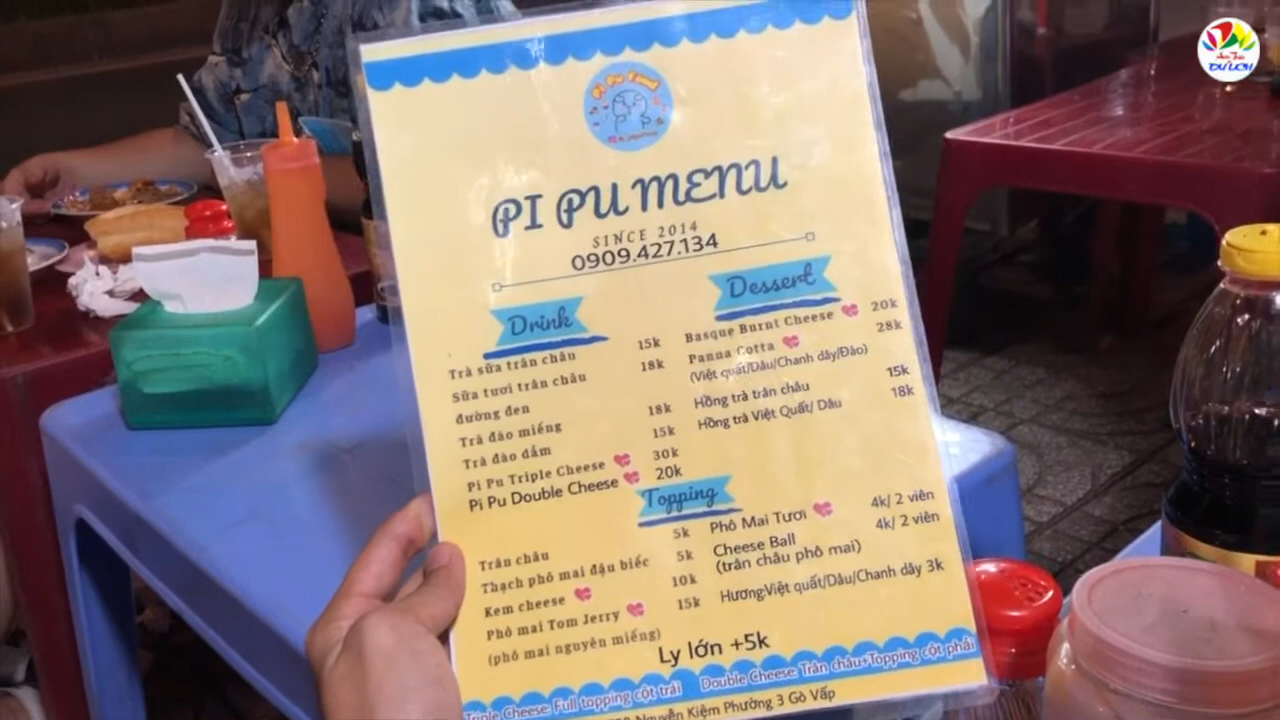 DU LỊCH
Pi Pu Food
PI PU MENU
SINCE 2014
0909.427.134
Drink
Trà sữa trân châu 15k
Sữa tươi trân châu 18k
đường đen
Trà đào miếng 18k
Trà đào dầm 15k
Pi Pu Triple Cheese 30k
Pi Pu Double Cheese 20k
Dessert
Basque Burnt Cheese 20k
Panna Cotta 28k
(Việt quất/Dâu/Chanh dây/Đào)
Hồng trà trân châu 15k
Hồng trà Việt Quất/ Dâu 18k
Topping
Trân châu 5k
Thạch phô mai đậu biếc 5k
Kem cheese 10k
Phô mai Tom Jerry 15k
(phô mai nguyên miếng)
Phô Mai Tươi 4k/ 2 viên
Cheese Ball 4k/ 2 viên
(trân châu phô mai)
Hương:Việt quất/Dâu/Chanh dây 3k
Ly lớn +5k
Triple Cheese: Full topping cột trái Double Cheese: Trân châu+Topping cột phải
Nguyễn Kiệm Phường 3 Gò Vấp